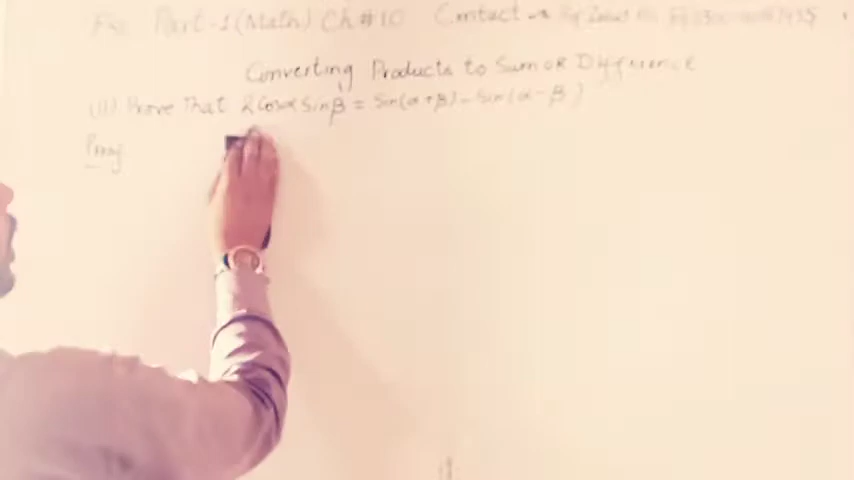 Part-1 (Math) Ch#10 Contact
Converting Products to Sum OR Difference
(ii) Prove That 2Cosα Sinβ = Sin(α+β) - Sin(α-β)
Proof